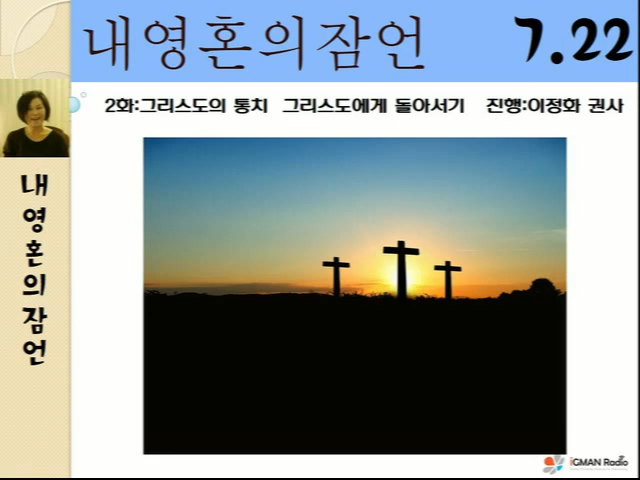 내영혼의잠언 7.22
2화:그리스도의 통치 그리스도에게 돌아서기 진행:이정화 권사
내
영
혼
의
잠
언
iGMAN Radio